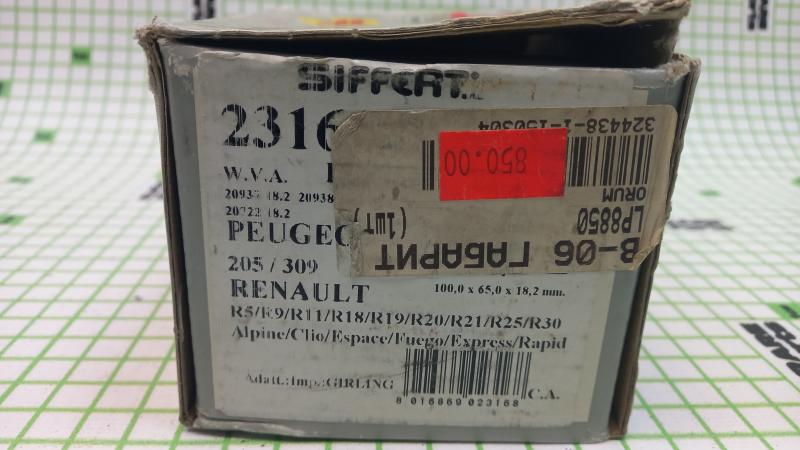 SIFFERT
2316
W.V.A.
20937 18.2 20938
20722 18.2
PEUGEO
205 / 309
RENAULT
100,0 x 65,0 x 18,2 mm.
R5/R9/R11/R18/R19/R20/R21/R25/R30
Alpine/Clio/Espace/Fuego/Express/Rapid
Adatt.:Imp:GIRLING
C.A.
8 016869 023168
В-06 ГАБАРИТ
LP8850 (1шт)
ORUM
850.00
324438-1-150304